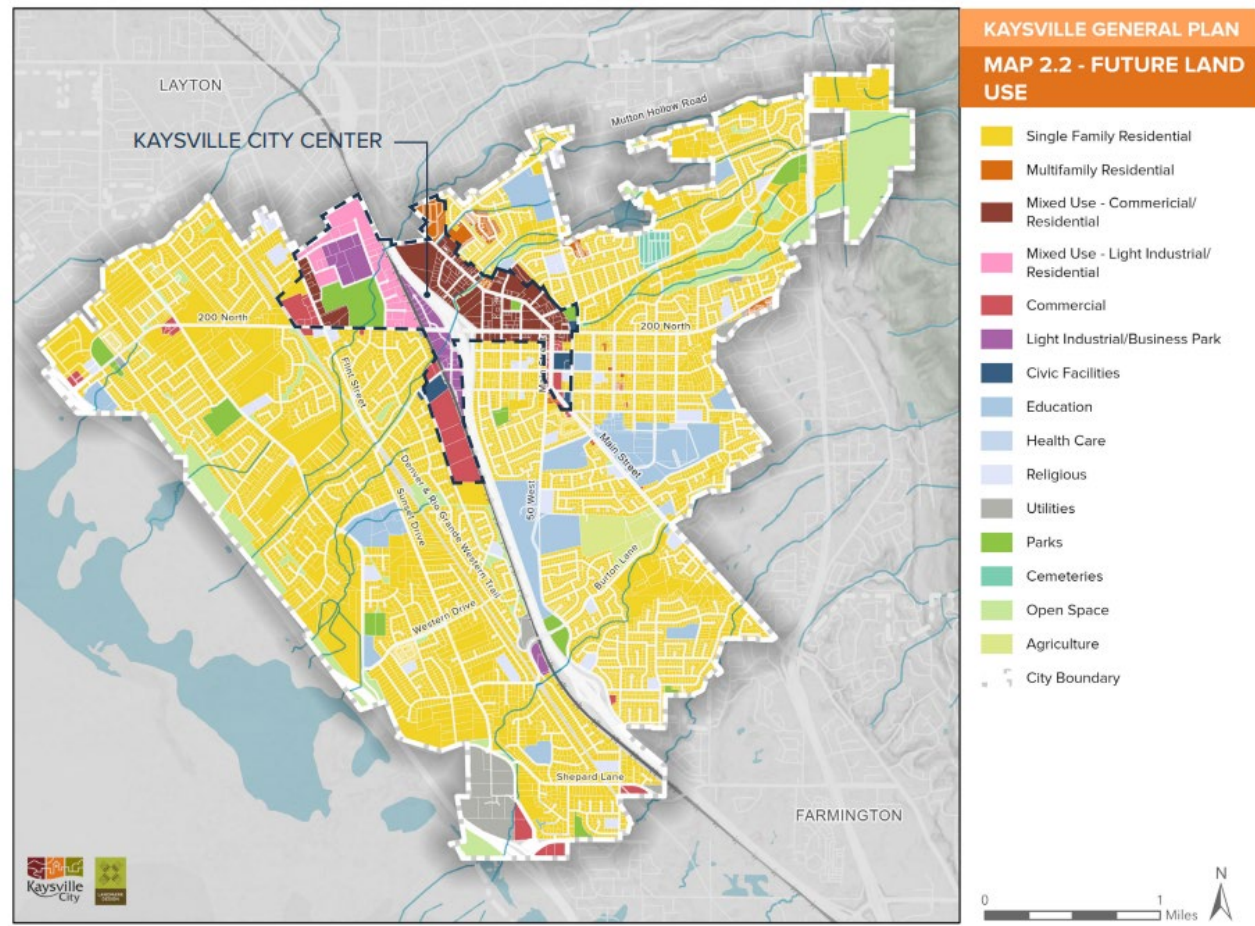 KAYSVILLE GENERAL PLAN
MAP 2.2 - FUTURE LAND
USE
LAYTON
KAYSVILLE CITY CENTER
Mutton Hollow Road
200 North
200 North
Flint Street
Main Street
50 West
Denver & Rio Grande Western Trail
Sunset Drive
Burton Lane
Western Drive
Shepard Lane
FARMINGTON
Kaysville
City
Single Family Residential
Multifamily Residential
Mixed Use - Commericial/
Residential
Mixed Use - Light Industrial/
Residential
Commercial
Light Industrial/Business Park
Civic Facilities
Education
Health Care
Religious
Utilities
Parks
Cemeteries
Open Space
Agriculture
City Boundary
N
0
1
Miles